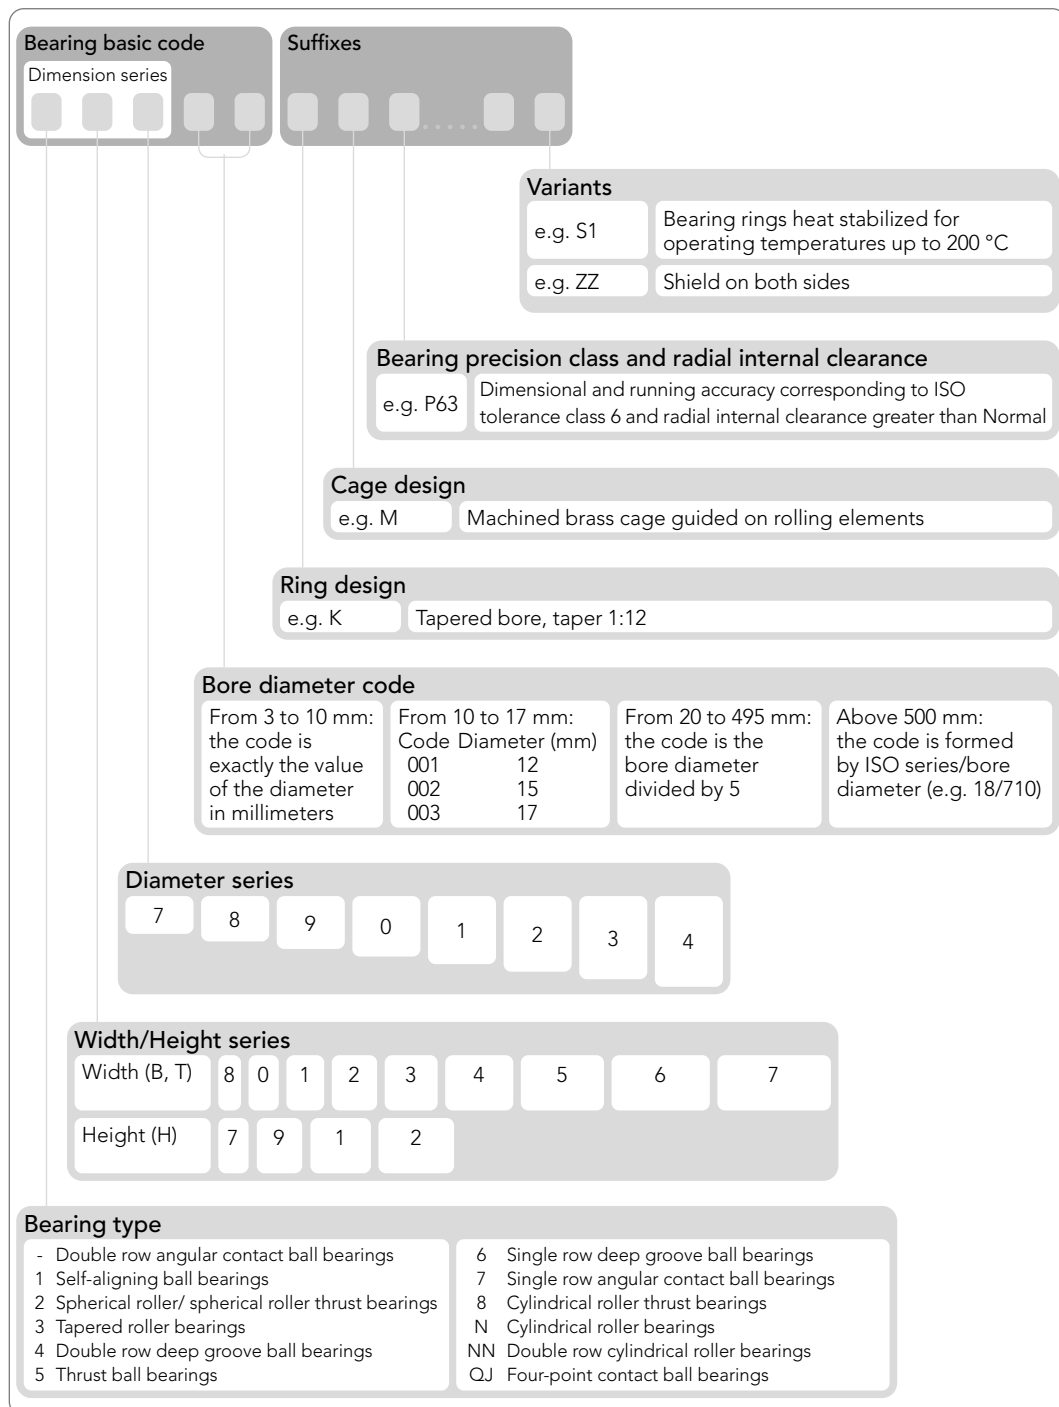 Bearing basic code
Suffixes
Dimension series
Variants
e.g. S1
Bearing rings heat stabilized for
operating temperatures up to 200 °C
e.g. ZZ
Shield on both sides
Bearing precision class and radial internal clearance
e.g. P63
Dimensional and running accuracy corresponding to ISO
tolerance class 6 and radial internal clearance greater than Normal
Cage design
e.g. M
Machined brass cage guided on rolling elements
Ring design
e.g. K
Tapered bore, taper 1:12
Bore diameter code
From 3 to 10 mm:
the code is
exactly the value
of the diameter
in millimeters
From 10 to 17 mm:
Code Diameter (mm)
001 12
002 15
003 17
From 20 to 495 mm:
the code is the
bore diameter
divided by 5
Above 500 mm:
the code is formed
by ISO series/bore
diameter (e.g. 18/710)
Diameter series
7 8 9 0 1 2 3 4
Width/Height series
Width (B, T) 8 0 1 2 3 4 5 6 7
Height (H) 7 9 1 2
Bearing type
- Double row angular contact ball bearings
1 Self-aligning ball bearings
2 Spherical roller/ spherical roller thrust bearings
3 Tapered roller bearings
4 Double row deep groove ball bearings
5 Thrust ball bearings
6 Single row deep groove ball bearings
7 Single row angular contact ball bearings
8 Cylindrical roller thrust bearings
N Cylindrical roller bearings
NN Double row cylindrical roller bearings
QJ Four-point contact ball bearings